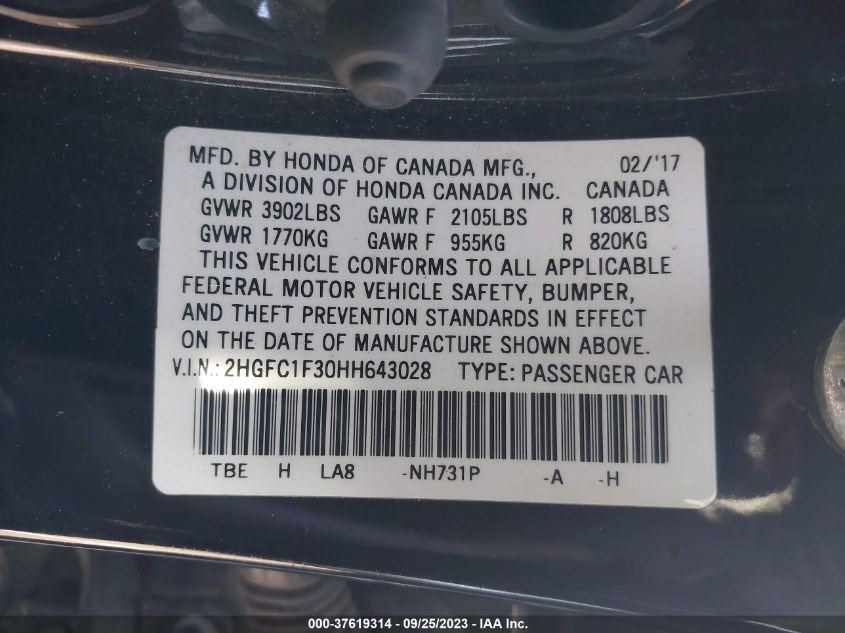 MFD. BY HONDA OF CANADA MFG., 02/'17
A DIVISION OF HONDA CANADA INC. CANADA
GVWR 3902LBS GAWR F 2105LBS R 1808LBS
GVWR 1770KG GAWR F 955KG R 820KG
THIS VEHICLE CONFORMS TO ALL APPLICABLE
FEDERAL MOTOR VEHICLE SAFETY, BUMPER,
AND THEFT PREVENTION STANDARDS IN EFFECT
ON THE DATE OF MANUFACTURE SHOWN ABOVE.
V.I.N.: 2HGFC1F30HH643028 TYPE: PASSENGER CAR
TBE H LA8 -NH731P -A -H
000-37619314 - 09/25/2023 - IAA Inc.